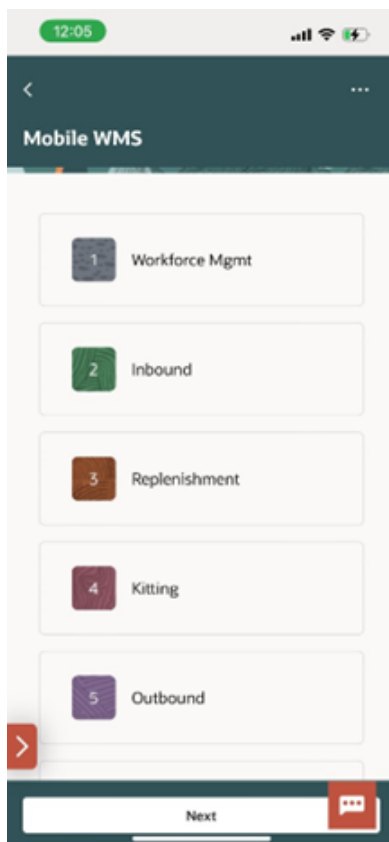 12:05
Mobile WMS
1 Workforce Mgmt
2 Inbound
3 Replenishment
4 Kitting
5 Outbound
Next